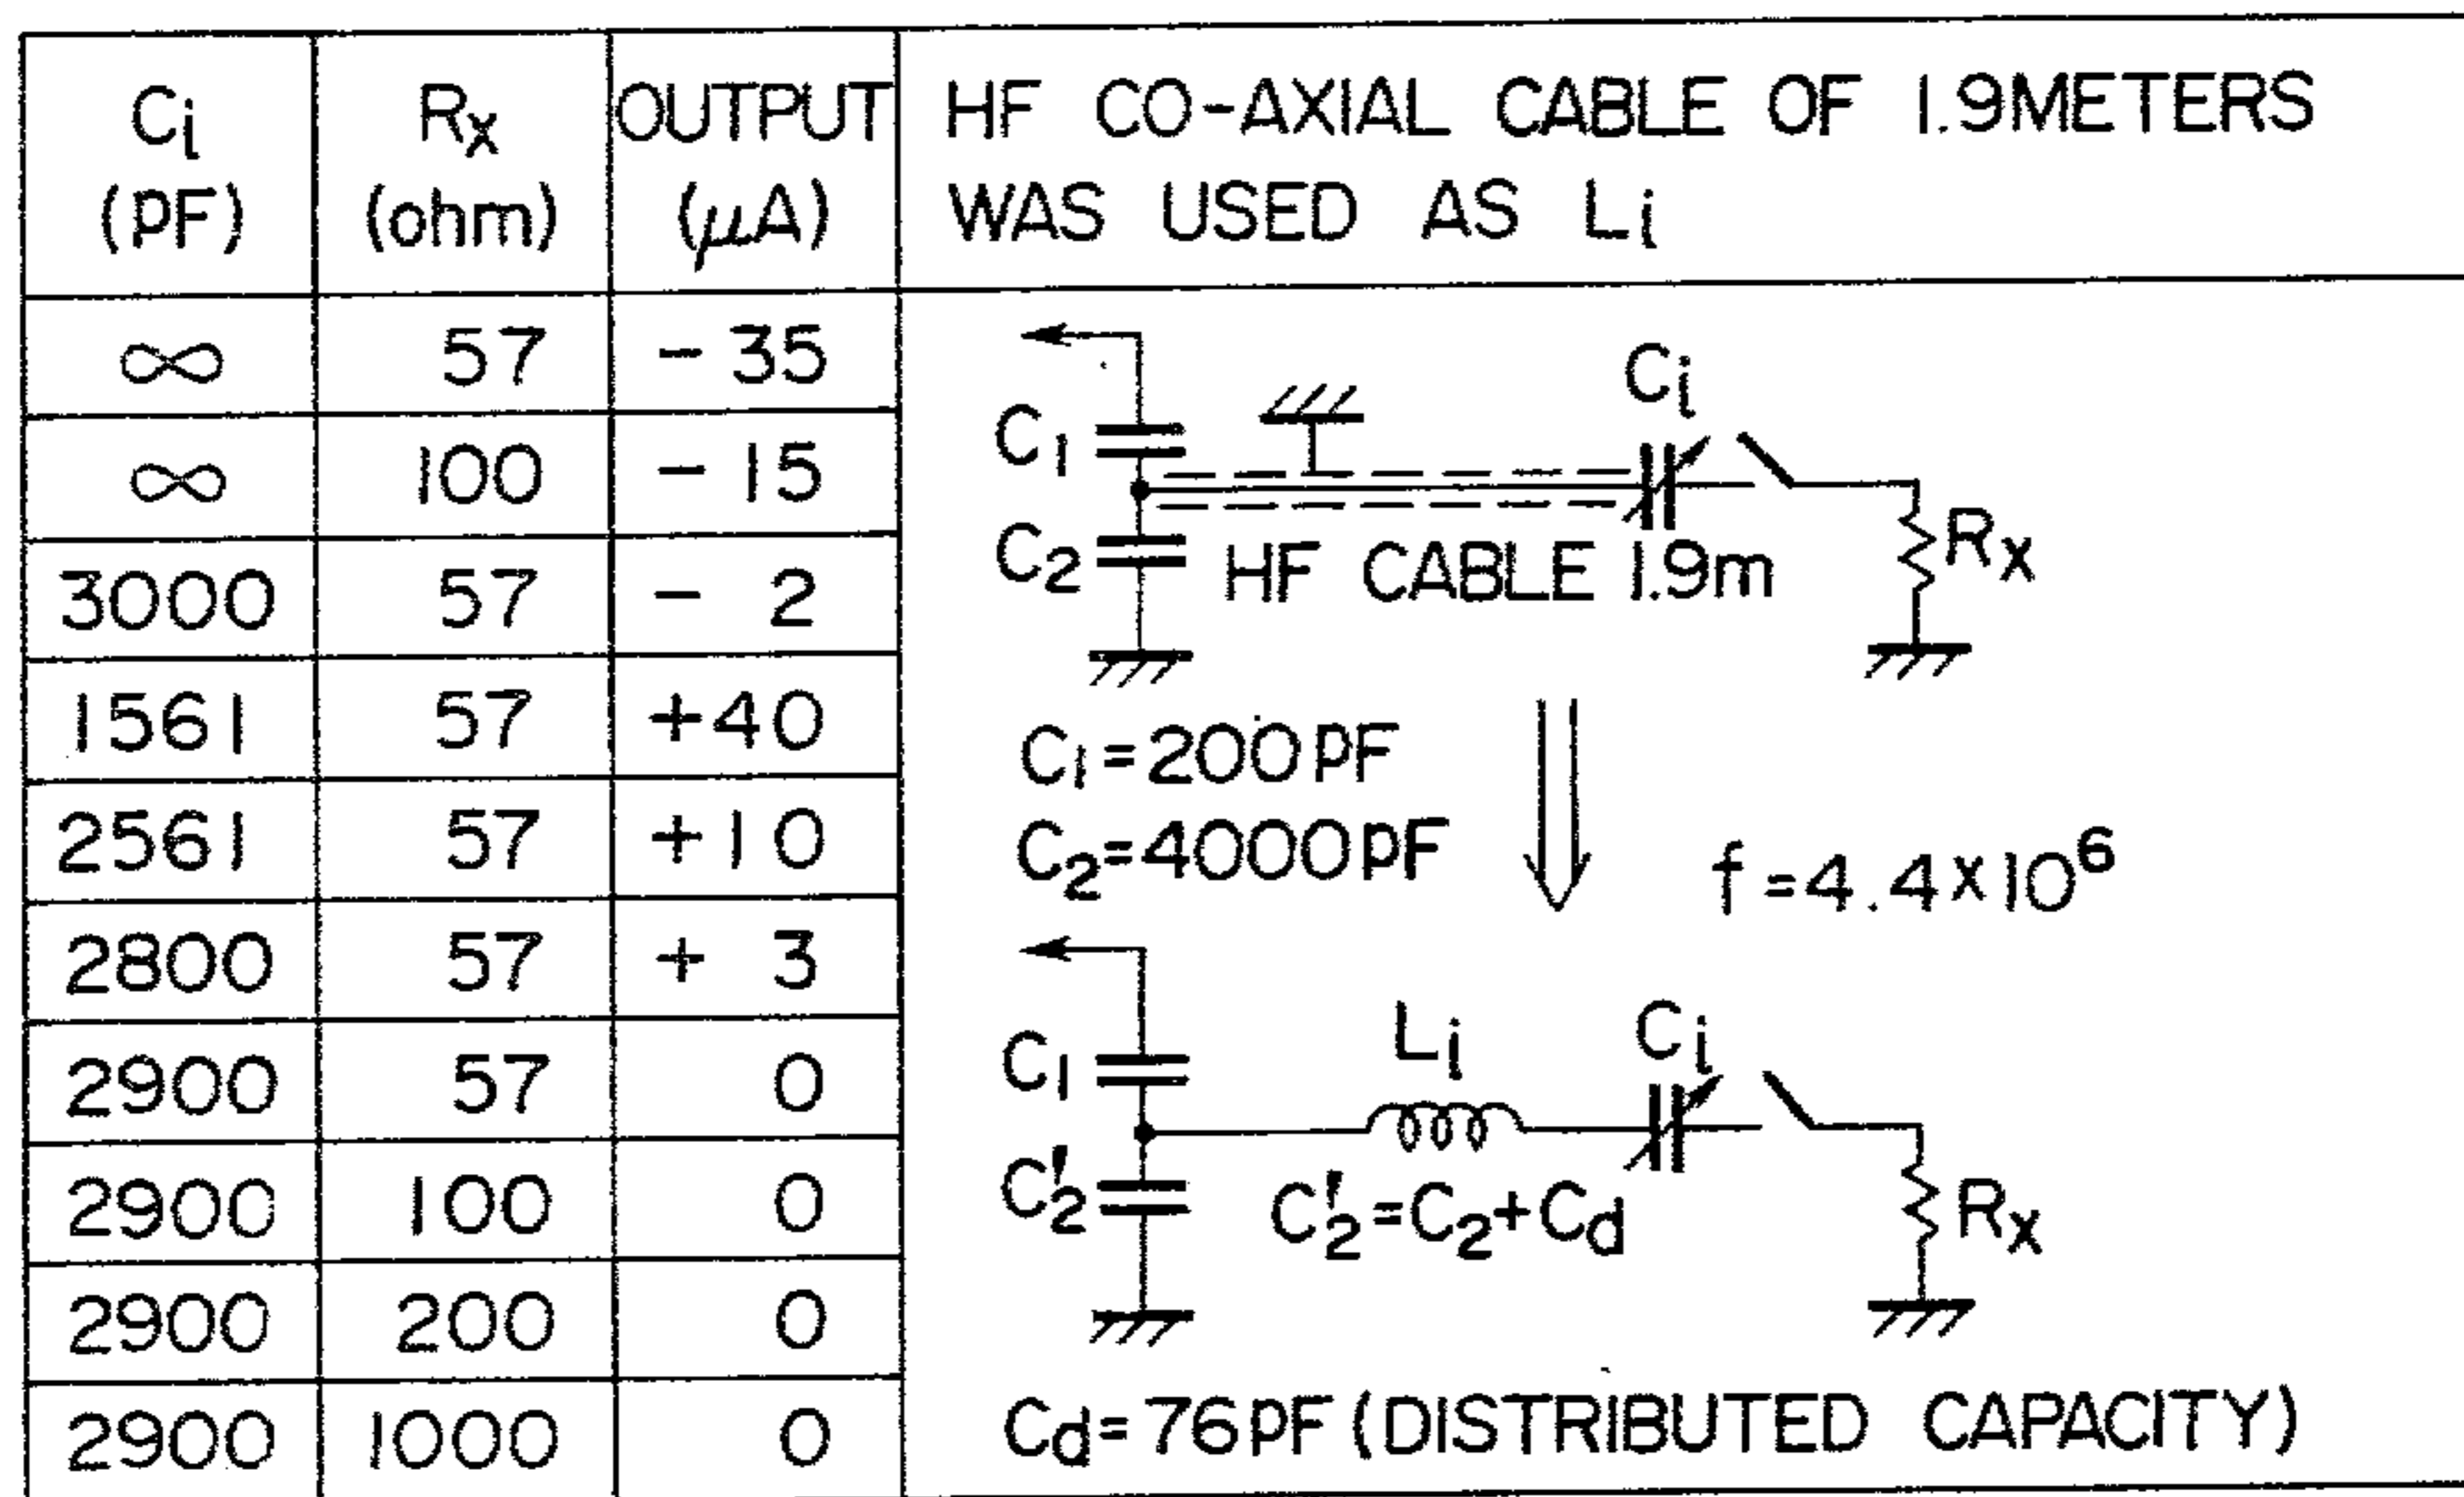 Ci (PF) Rx (ohm) OUTPUT (μA)
HF CO-AXIAL CABLE OF 1.9METERS
WAS USED AS Li
∞ 57 - 35
∞ 100 - 15
3000 57 - 2
1561 57 +40
2561 57 +10
2800 57 + 3
2900 57 0
2900 100 0
2900 200 0
2900 1000 0
C1
Ci
C2
HF CABLE 1.9m
Rx
C1=200PF
C2=4000PF
f=4.4x10⁶
C1
Li
Ci
C'2
C'2=C2+Cd
Rx
Cd=76PF (DISTRIBUTED CAPACITY)